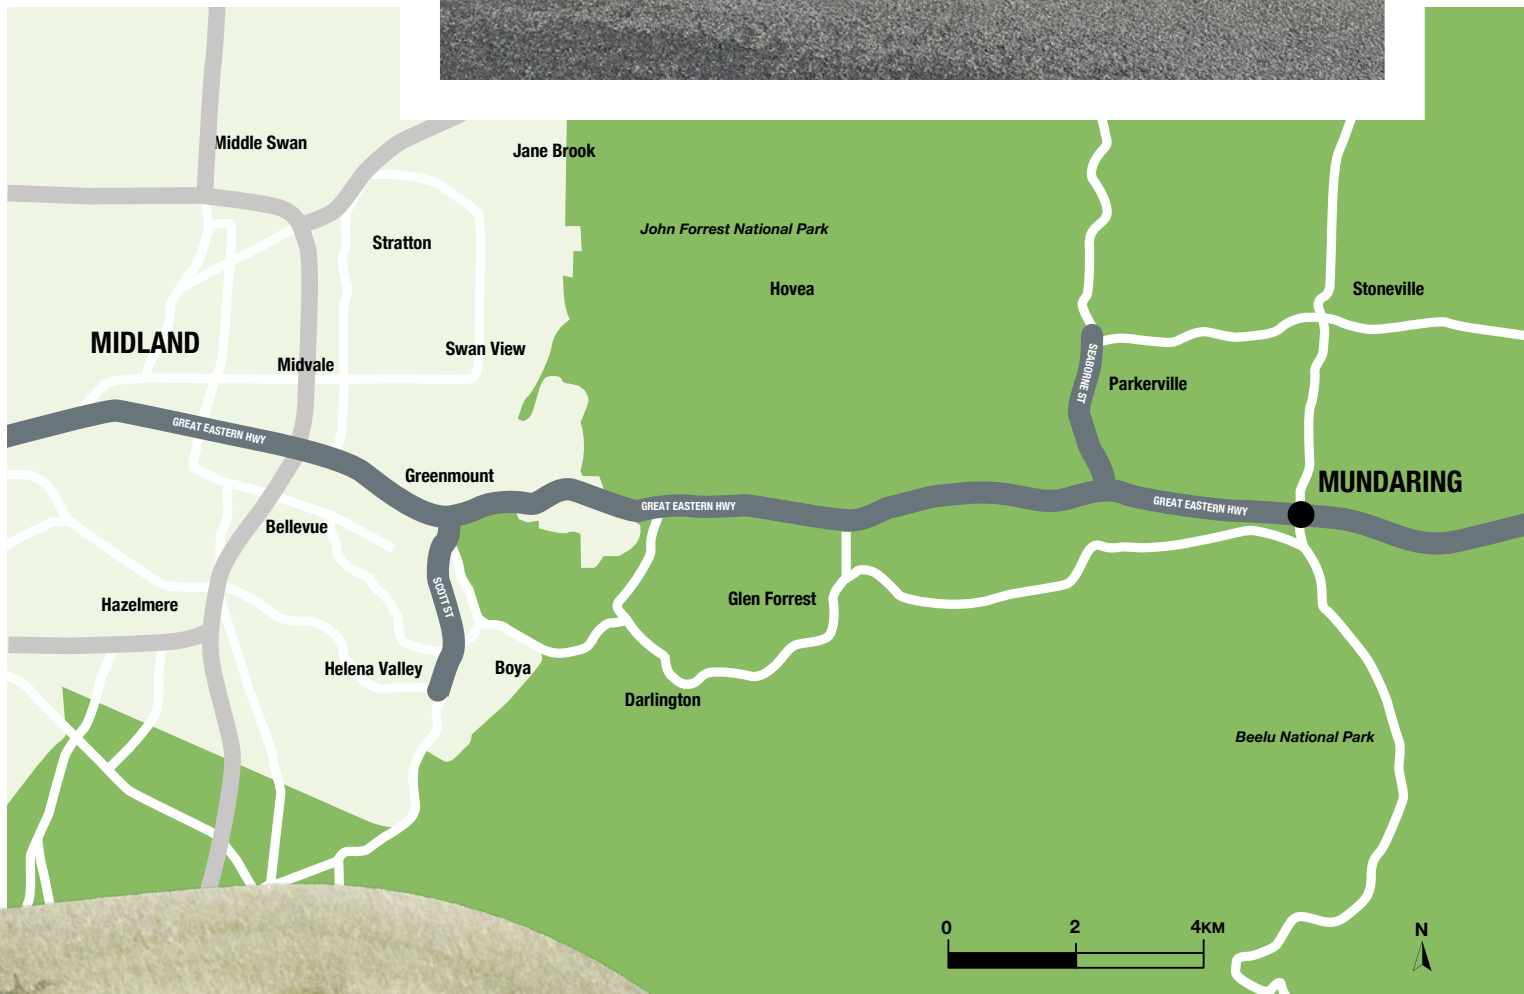 Middle Swan
Jane Brook
John Forrest National Park
Stratton
Hovea
Stoneville
MIDLAND
Swan View
Midvale
SEABORNE ST
Parkerville
GREAT EASTERN HWY
Greenmount
MUNDARING
GREAT EASTERN HWY
GREAT EASTERN HWY
Bellevue
SCOTT ST
Glen Forrest
Hazelmere
Helena Valley
Boya
Darlington
Beelu National Park
0 2 4KM
N